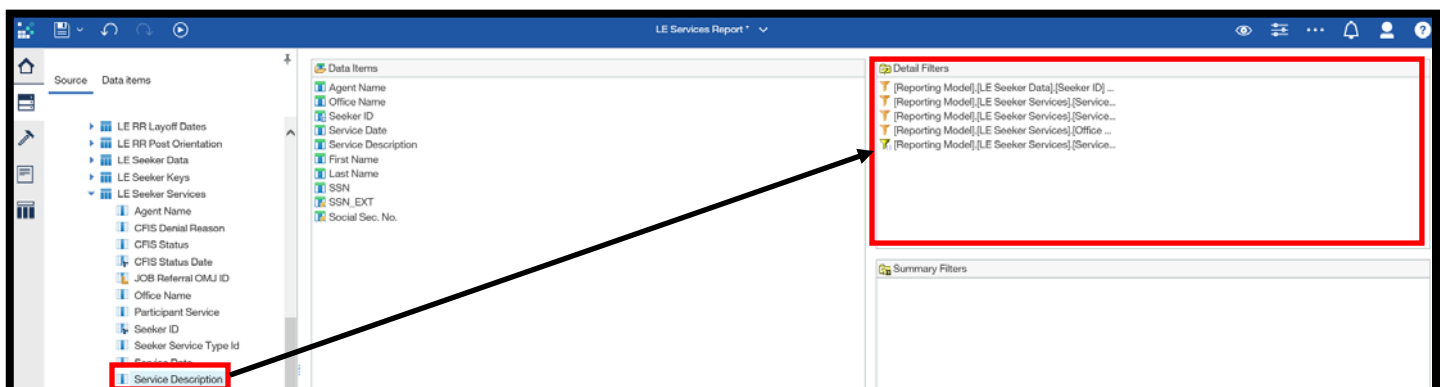 LE Services Report *
Source Data items
LE RR Layoff Dates
LE RR Post Orientation
LE Seeker Data
LE Seeker Keys
LE Seeker Services
Agent Name
CFIS Denial Reason
CFIS Status
CFIS Status Date
JOB Referral OMJ ID
Office Name
Participant Service
Seeker ID
Seeker Service Type Id
Service Date
Service Description
Data Items
Agent Name
Office Name
Seeker ID
Service Date
Service Description
First Name
Last Name
SSN
SSN_EXT
Social Sec. No.
Detail Filters
[Reporting Model].[LE Seeker Data].[Seeker ID] ...
[Reporting Model].[LE Seeker Services].[Service...
[Reporting Model].[LE Seeker Services].[Service...
[Reporting Model].[LE Seeker Services].[Office ...
[Reporting Model].[LE Seeker Services].[Service...
Summary Filters